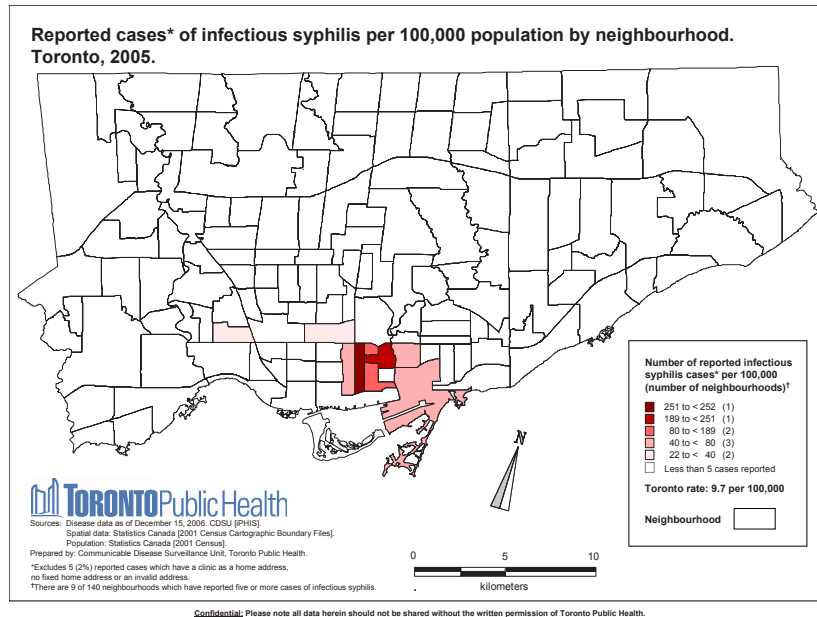 Reported cases* of infectious syphilis per 100,000 population by neighbourhood.
Toronto, 2005.
Number of reported infectious
syphilis cases* per 100,000
(number of neighbourhoods)†
251 to < 252 (1)
189 to < 251 (1)
80 to < 189 (2)
40 to < 80 (3)
22 to < 40 (2)
Less than 5 cases reported
Toronto rate: 9.7 per 100,000
Neighbourhood
N
TORONTO Public Health
Sources: Disease data as of December 15, 2006. CDSU [iPHIS].
Spatial data: Statistics Canada [2001 Census Cartographic Boundary Files].
Population: Statistics Canada [2001 Census].
Prepared by: Communicable Disease Surveillance Unit, Toronto Public Health.
*Excludes 5 (2%) reported cases which have a clinic as a home address,
no fixed home address or an invalid address.
†There are 9 of 140 neighbourhoods which have reported five or more cases of infectious syphilis.
0 5 10
kilometers
.
Confidential: Please note all data herein should not be shared without the written permission of Toronto Public Health.